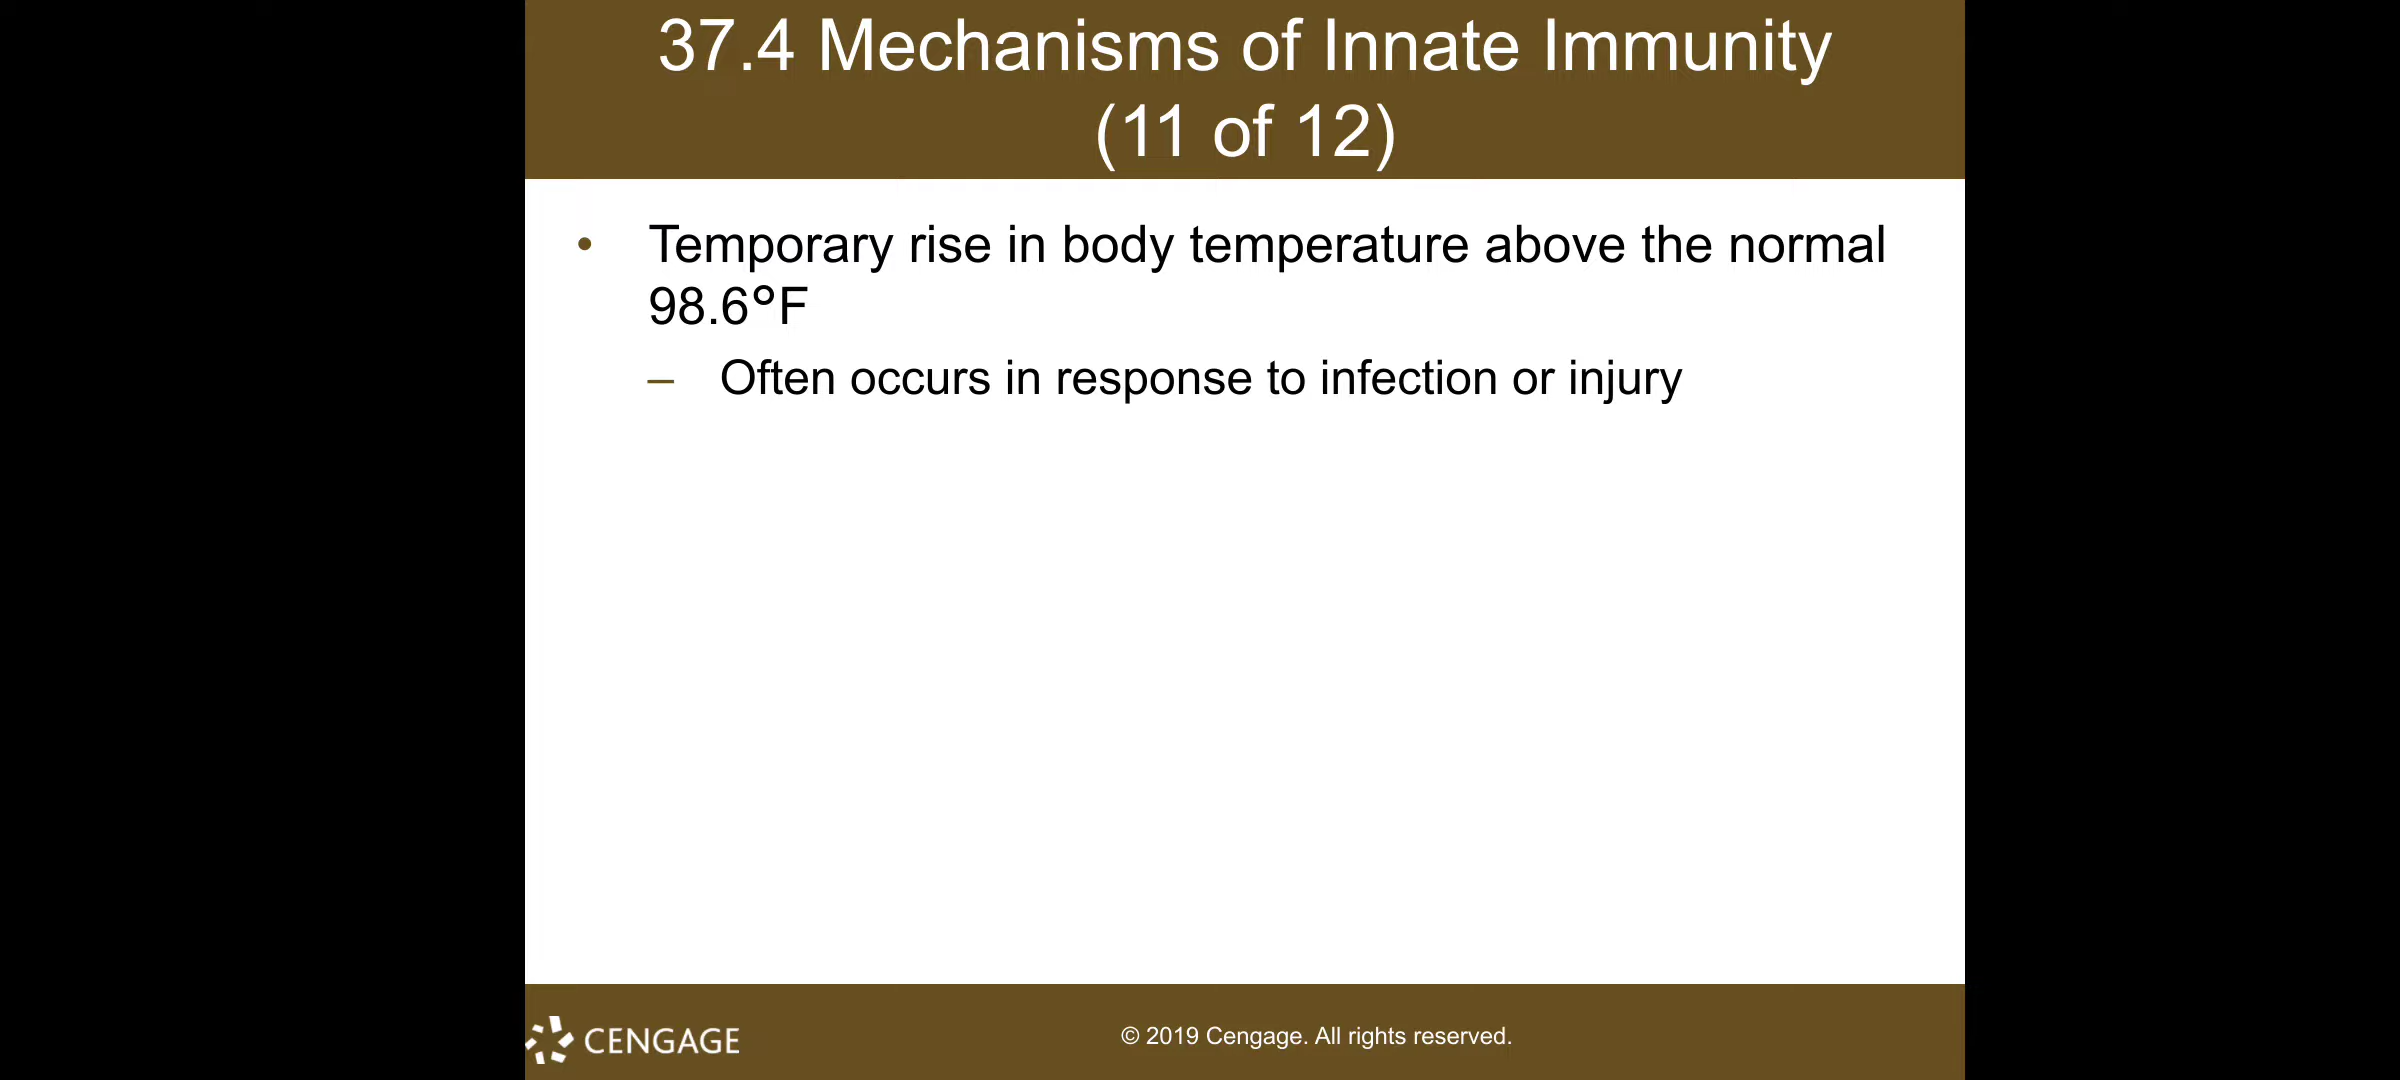 37.4 Mechanisms of Innate Immunity
(11 of 12)
• Temporary rise in body temperature above the normal
98.6°F
– Often occurs in response to infection or injury
CENGAGE
© 2019 Cengage. All rights reserved.